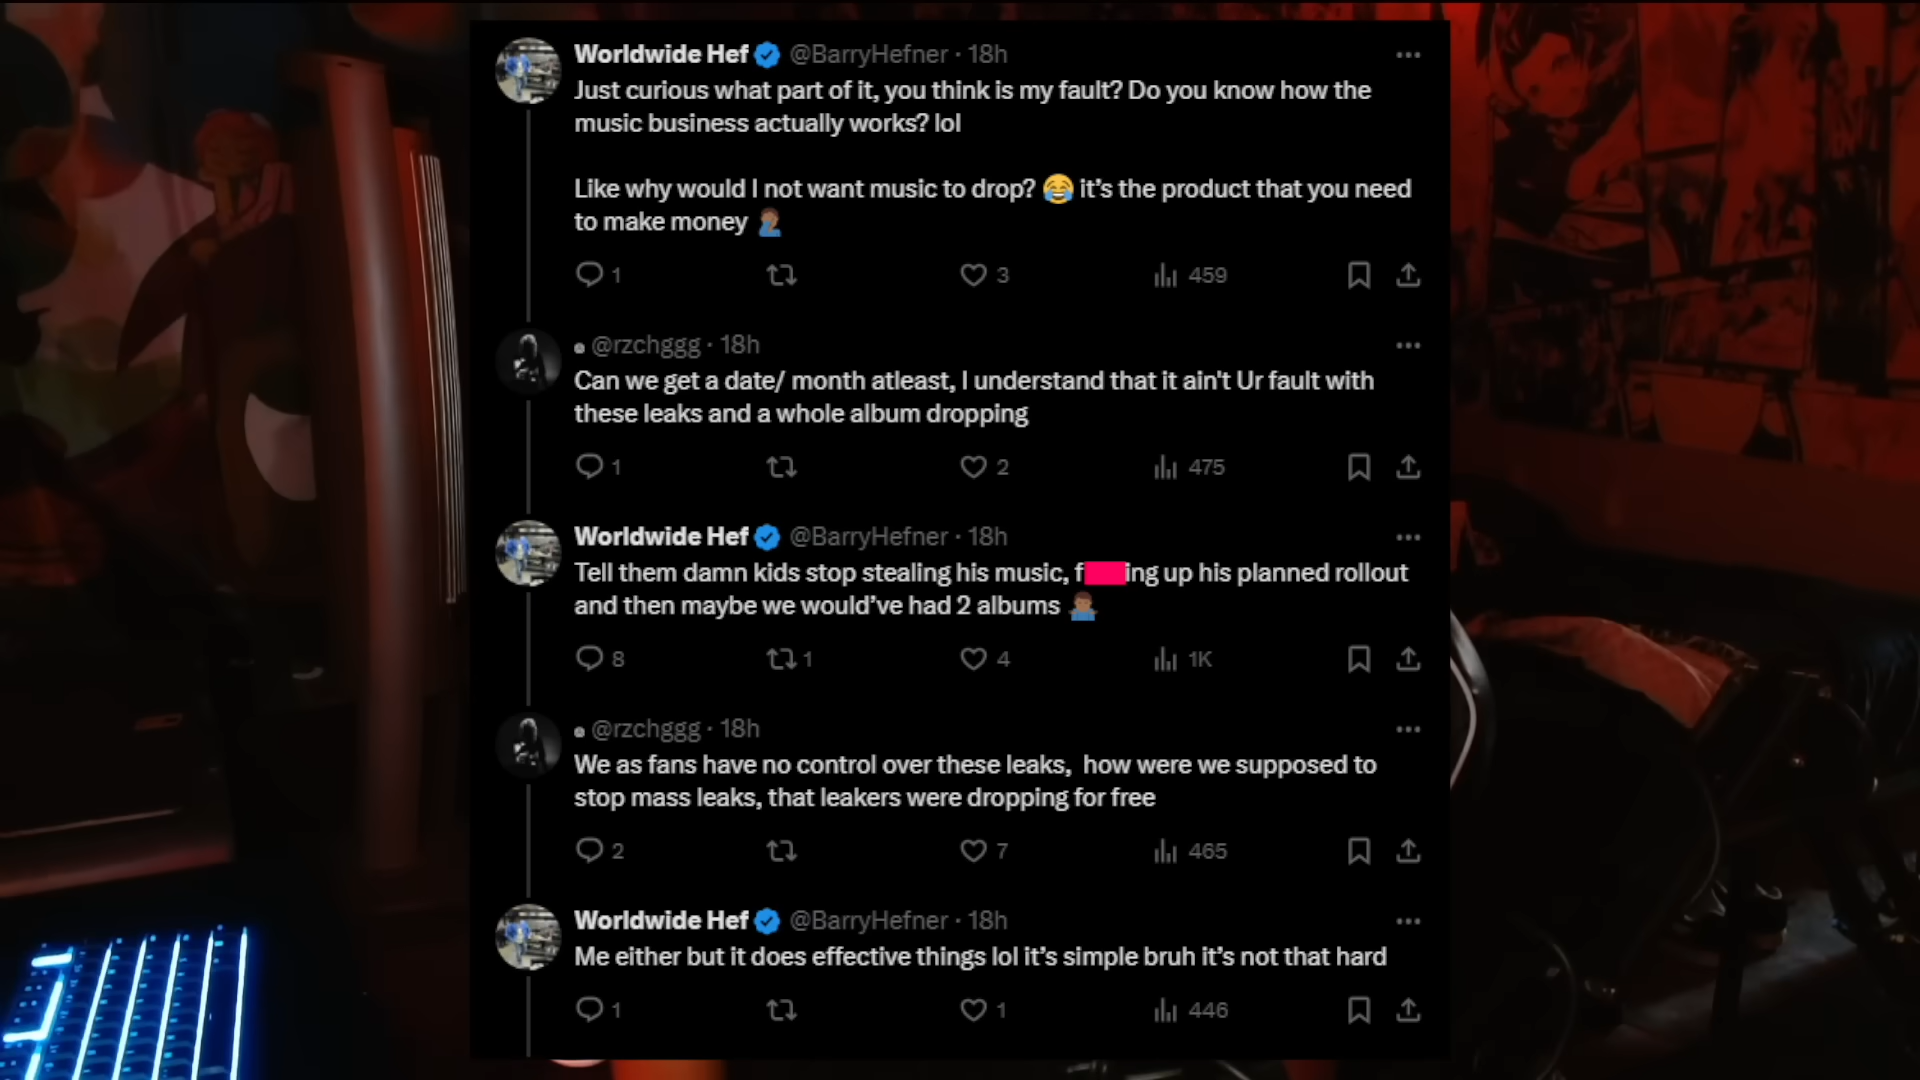 Worldwide Hef @BarryHefner · 18h
Just curious what part of it, you think is my fault? Do you know how the
music business actually works? lol
Like why would I not want music to drop? 😂 it’s the product that you need
to make money 🤦🏾‍♂️
1 3 459
@rzchggg · 18h
Can we get a date/ month atleast, I understand that it ain't Ur fault with
these leaks and a whole album dropping
1 2 475
Worldwide Hef @BarryHefner · 18h
Tell them damn kids stop stealing his music, f ing up his planned rollout
and then maybe we would’ve had 2 albums 🤷🏽‍♂️
8 1 4 1K
@rzchggg · 18h
We as fans have no control over these leaks, how were we supposed to
stop mass leaks, that leakers were dropping for free
2 7 465
Worldwide Hef @BarryHefner · 18h
Me either but it does effective things lol it’s simple bruh it’s not that hard
1 1 446